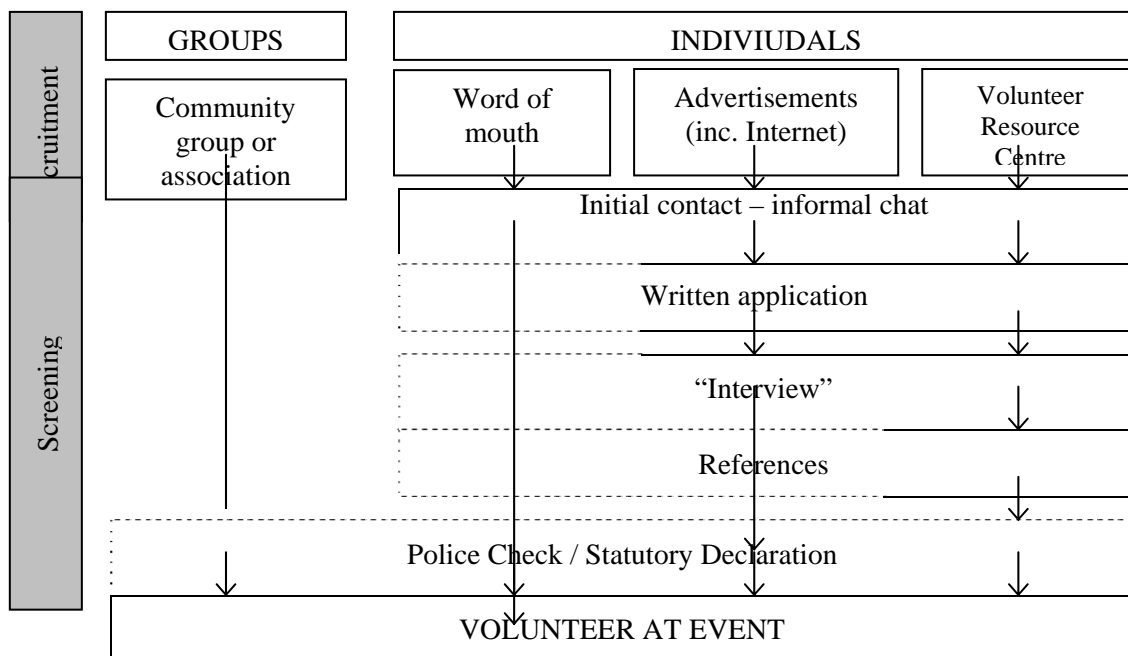 GROUPS
INDIVIUDALS
cruitment
Community
group or
association
Word of
mouth
Advertisements
(inc. Internet)
Volunteer
Resource
Centre
Screening
Initial contact – informal chat
Written application
“Interview”
References
Police Check / Statutory Declaration
VOLUNTEER AT EVENT